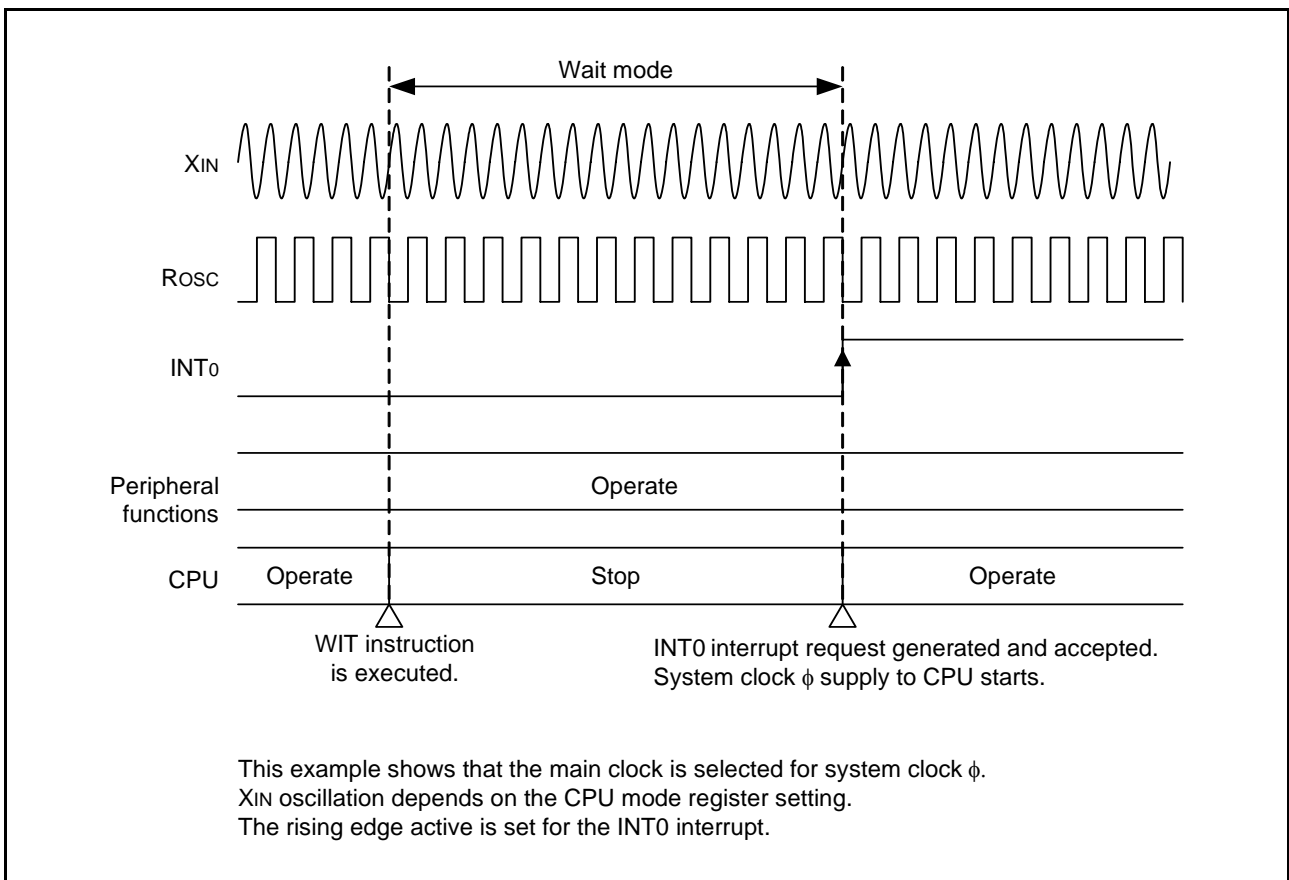 Wait mode
XIN
ROSC
INT0
Peripheral
functions
Operate
CPU
Operate
Stop
Operate
WIT instruction
is executed.
INT0 interrupt request generated and accepted.
System clock ϕ supply to CPU starts.
This example shows that the main clock is selected for system clock ϕ.
XIN oscillation depends on the CPU mode register setting.
The rising edge active is set for the INT0 interrupt.